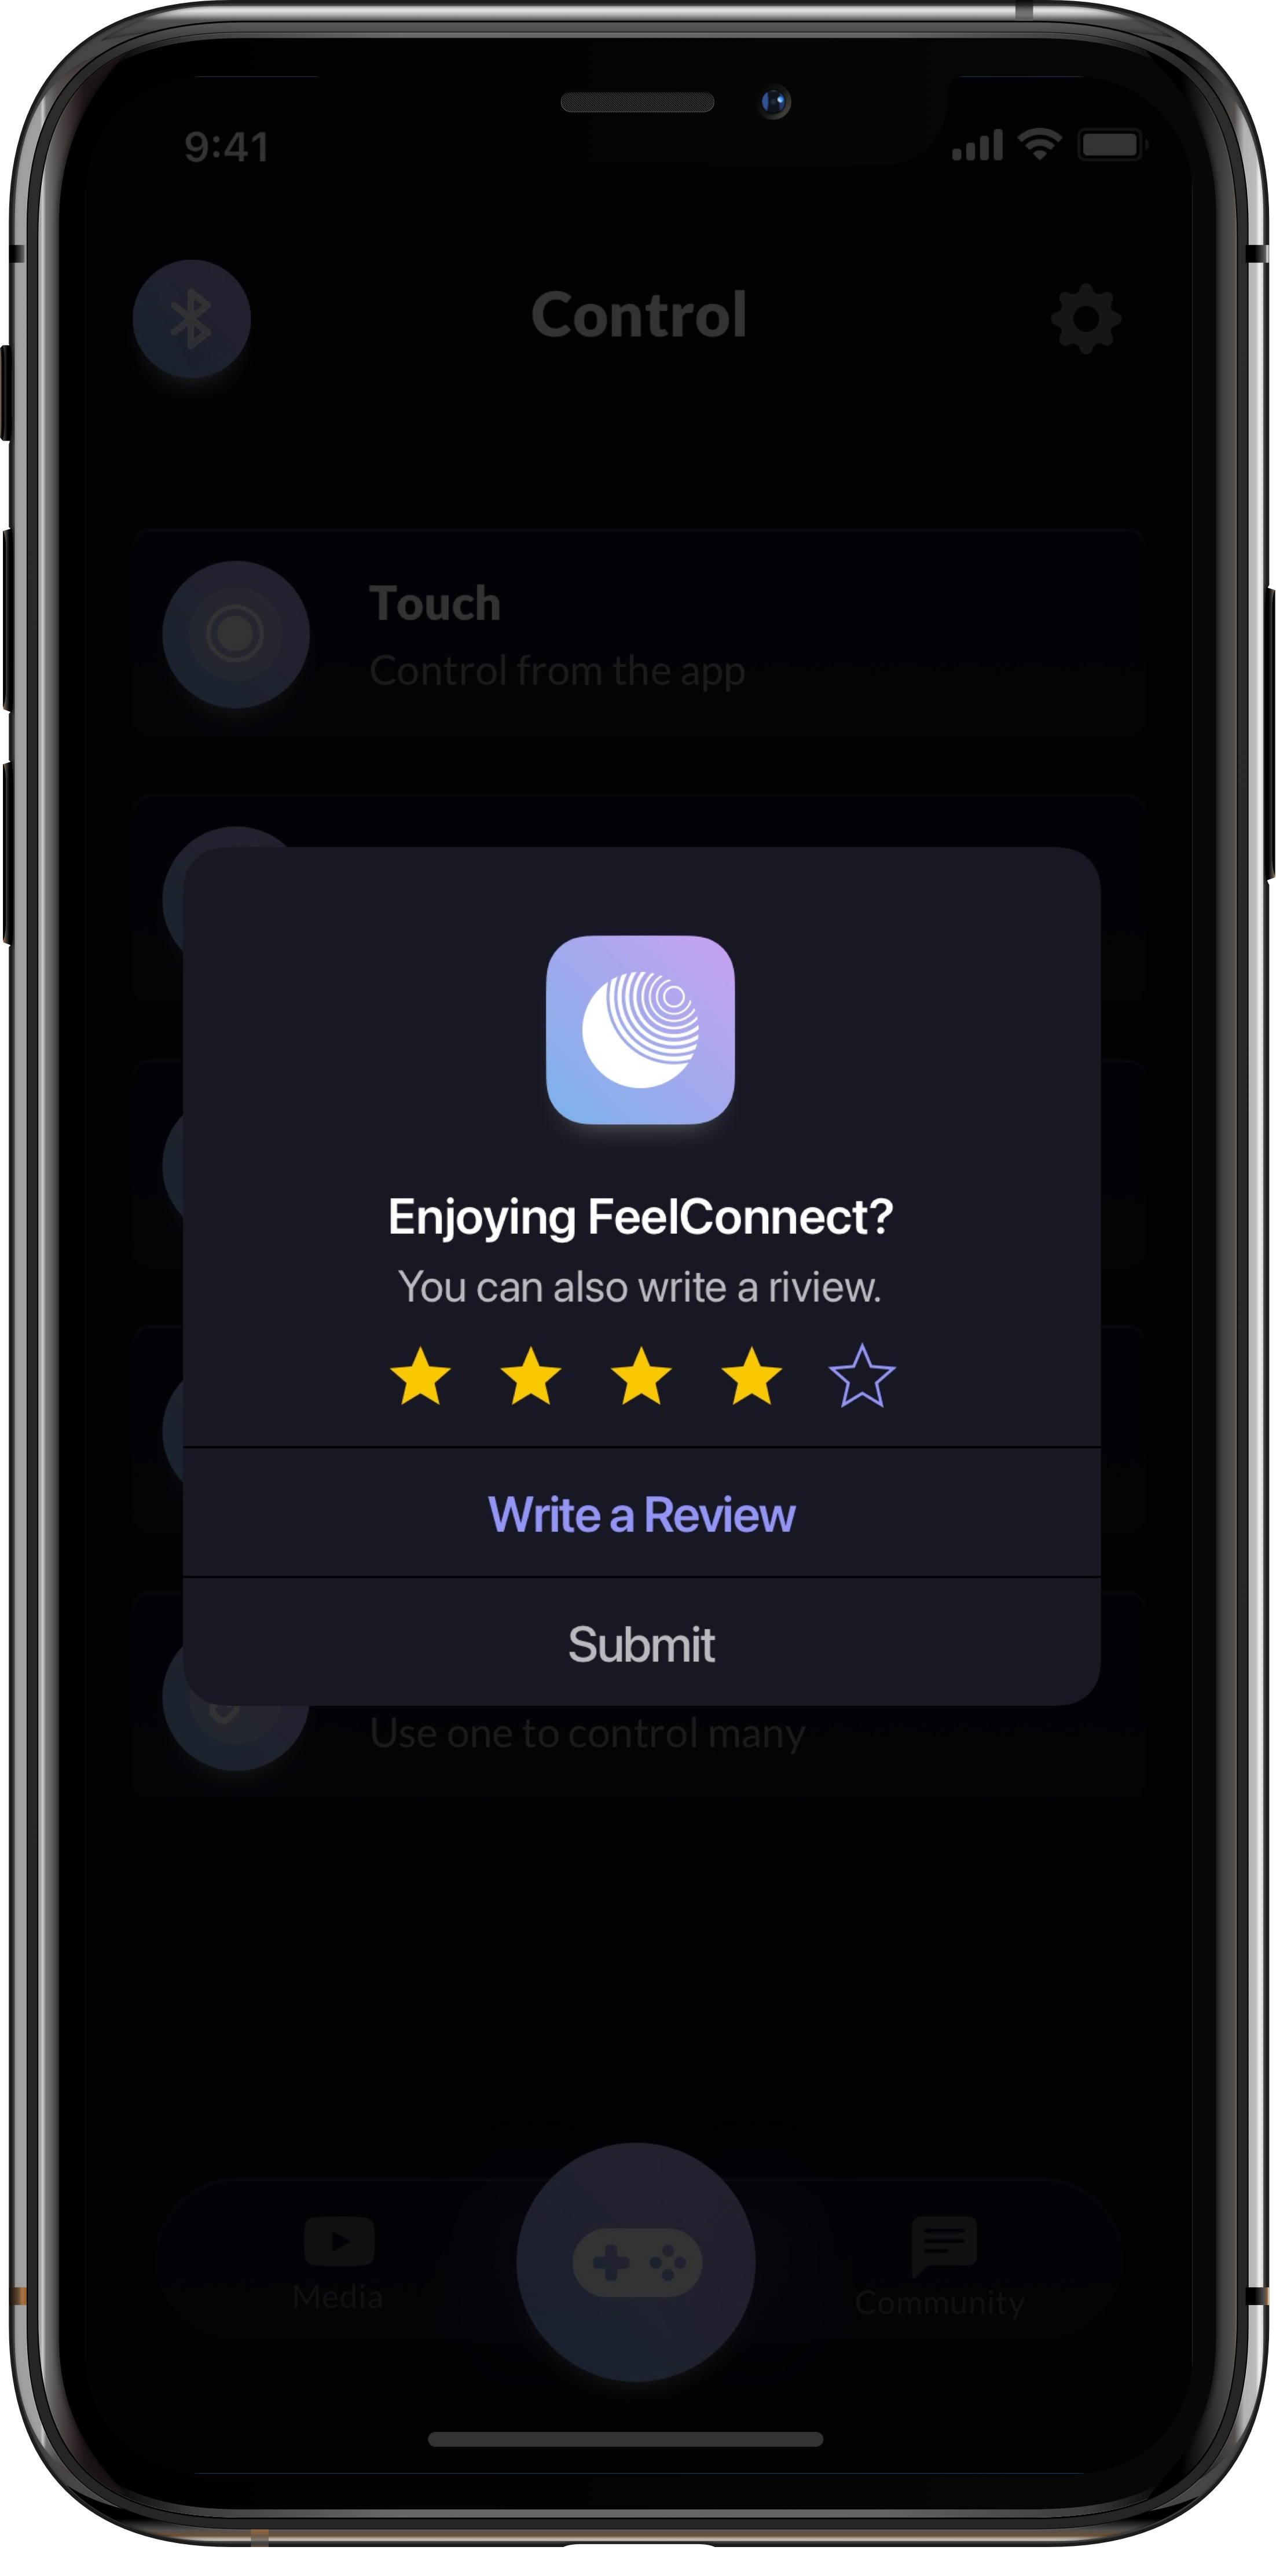 9:41
Control
Touch
Control from the app
Enjoying FeelConnect?
You can also write a riview.
Write a Review
Submit
Use one to control many
Media
Community